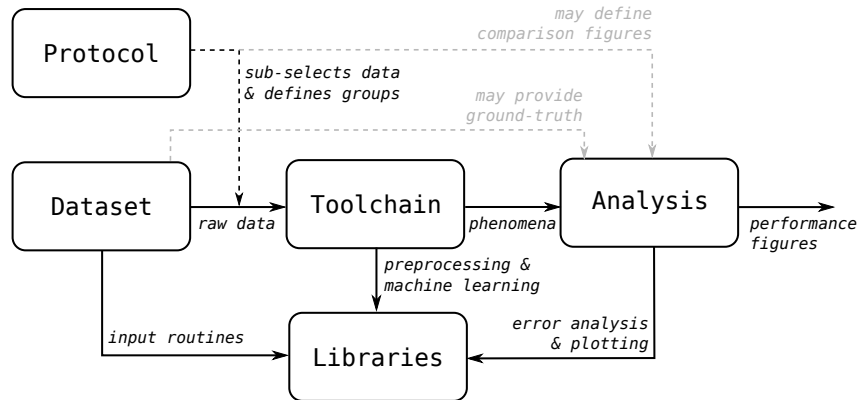 may define
comparison figures
Protocol
sub-selects data
& defines groups
may provide
ground-truth
Dataset
raw data
Toolchain
phenomena
Analysis
performance
figures
preprocessing &
machine learning
input routines
error analysis
& plotting
Libraries